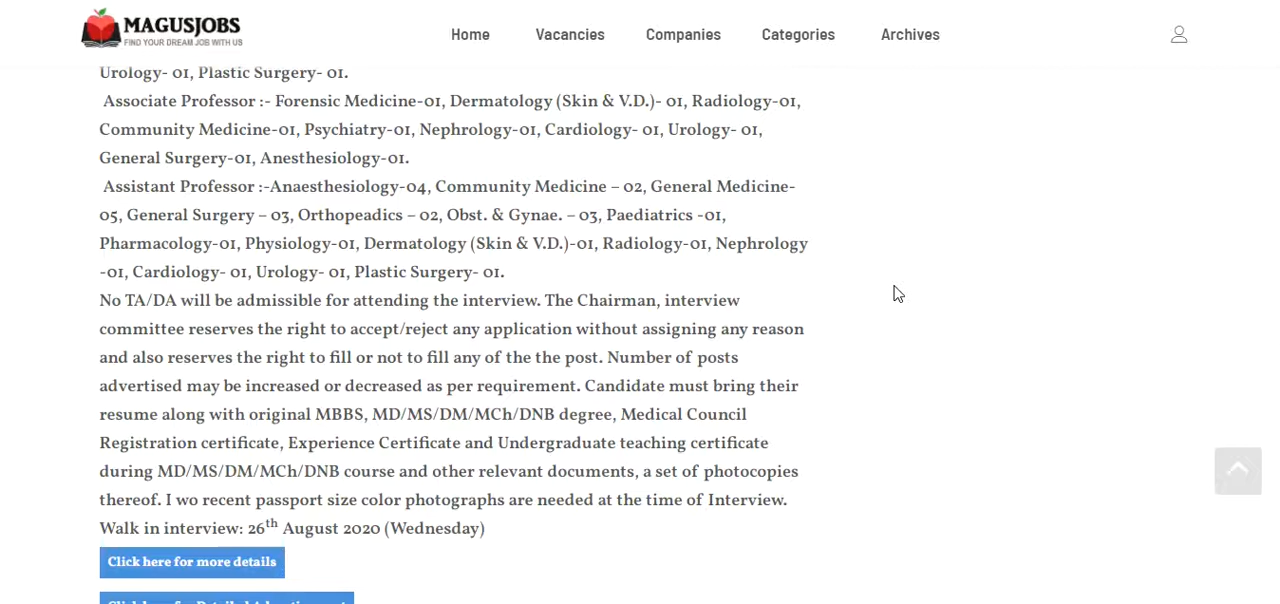 MAGUSJOBS
FIND YOUR DREAM JOB WITH US
Home Vacancies Companies Categories Archives
Urology- 01, Plastic Surgery- 01.
Associate Professor :- Forensic Medicine-01, Dermatology (Skin & V.D.)- 01, Radiology-01,
Community Medicine-01, Psychiatry-01, Nephrology-01, Cardiology- 01, Urology- 01,
General Surgery-01, Anesthesiology-01.
Assistant Professor :-Anaesthesiology-04, Community Medicine – 02, General Medicine-
05, General Surgery – 03, Orthopeadics – 02, Obst. & Gynae. – 03, Paediatrics -01,
Pharmacology-01, Physiology-01, Dermatology (Skin & V.D.)-01, Radiology-01, Nephrology
-01, Cardiology- 01, Urology- 01, Plastic Surgery- 01.
No TA/DA will be admissible for attending the interview. The Chairman, interview
committee reserves the right to accept/reject any application without assigning any reason
and also reserves the right to fill or not to fill any of the the post. Number of posts
advertised may be increased or decreased as per requirement. Candidate must bring their
resume along with original MBBS, MD/MS/DM/MCh/DNB degree, Medical Council
Registration certificate, Experience Certificate and Undergraduate teaching certificate
during MD/MS/DM/MCh/DNB course and other relevant documents, a set of photocopies
thereof. I wo recent passport size color photographs are needed at the time of Interview.
Walk in interview: 26th August 2020 (Wednesday)
Click here for more details
Click here for Detailed Advertisement